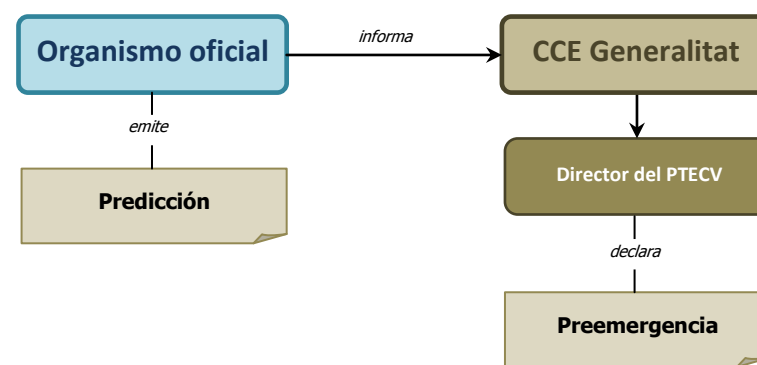 Organismo oficial
informa
CCE Generalitat
emite
Predicción
Director del PTECV
declara
Preemergencia